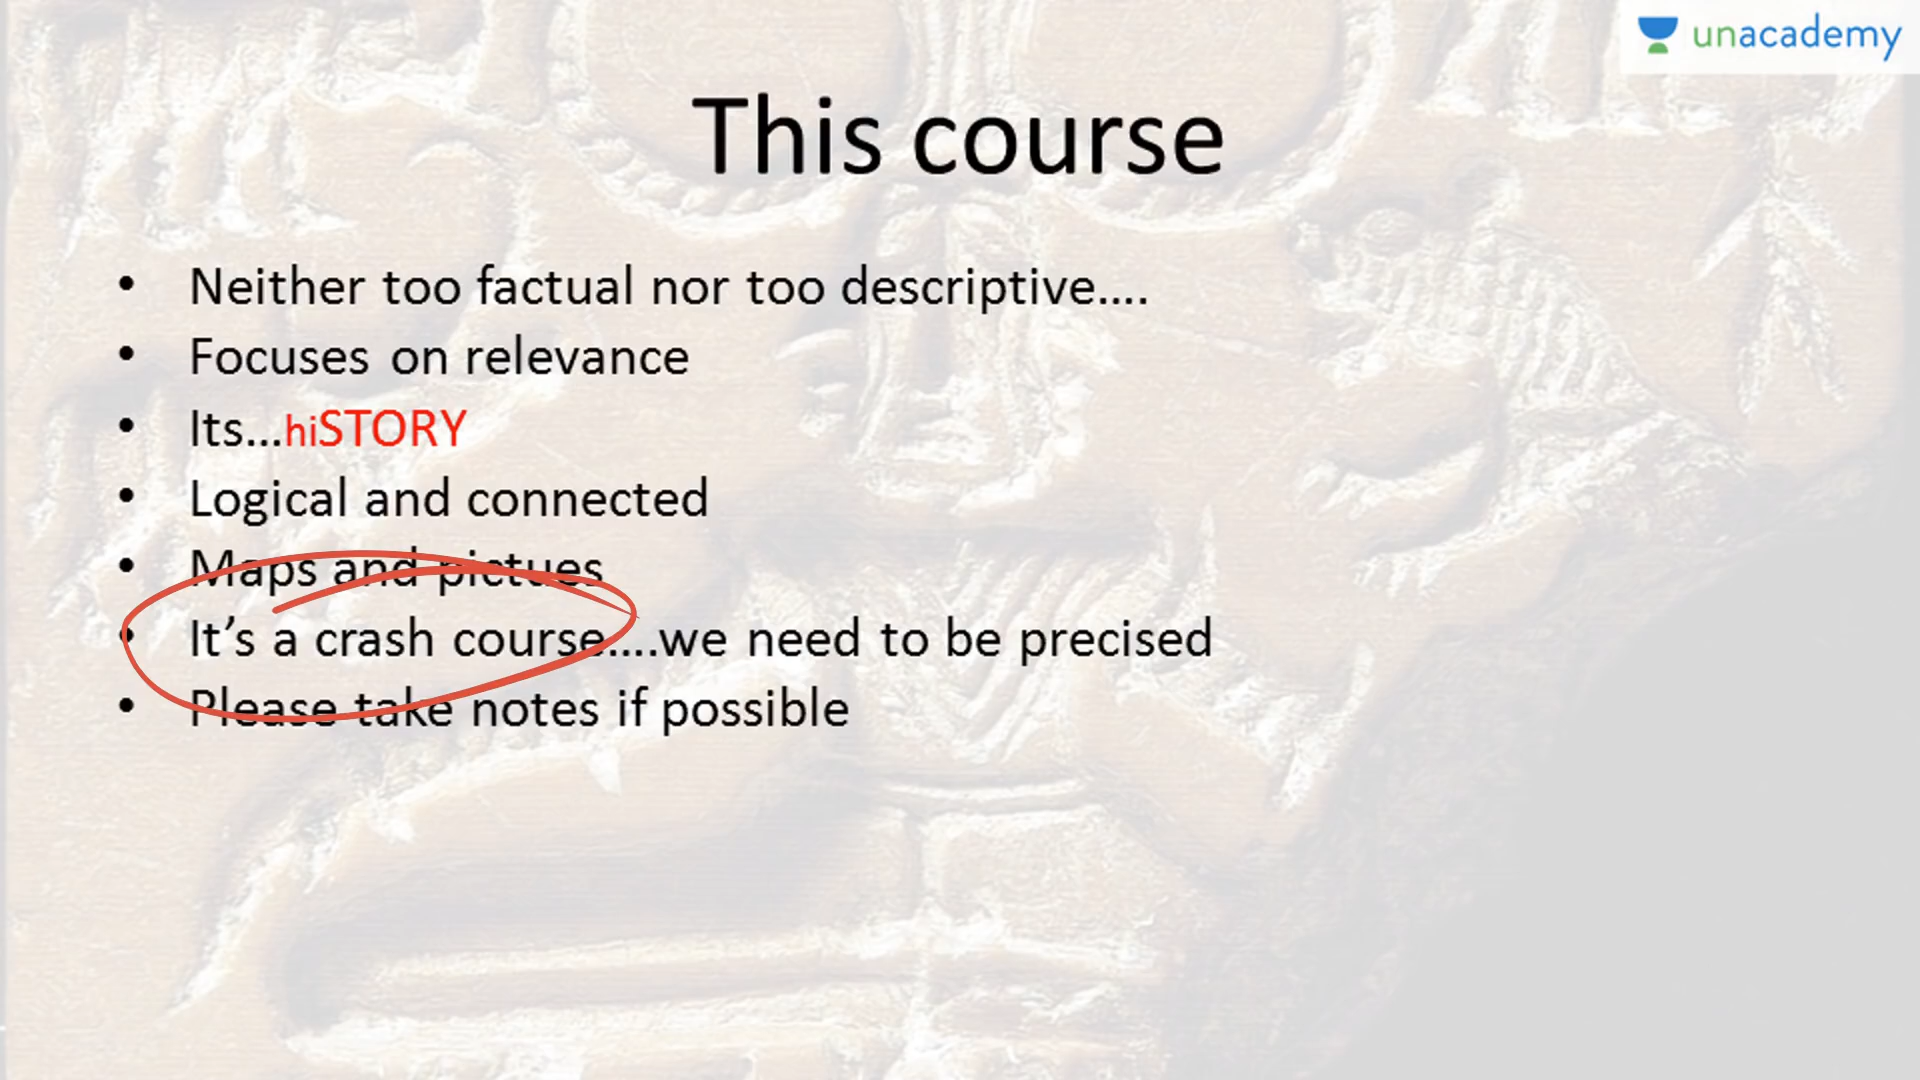 unacademy
This course
• Neither too factual nor too descriptive....
• Focuses on relevance
• Its...hiSTORY
• Logical and connected
• Maps and pictues
• It's a crash course....we need to be precised
• Please take notes if possible